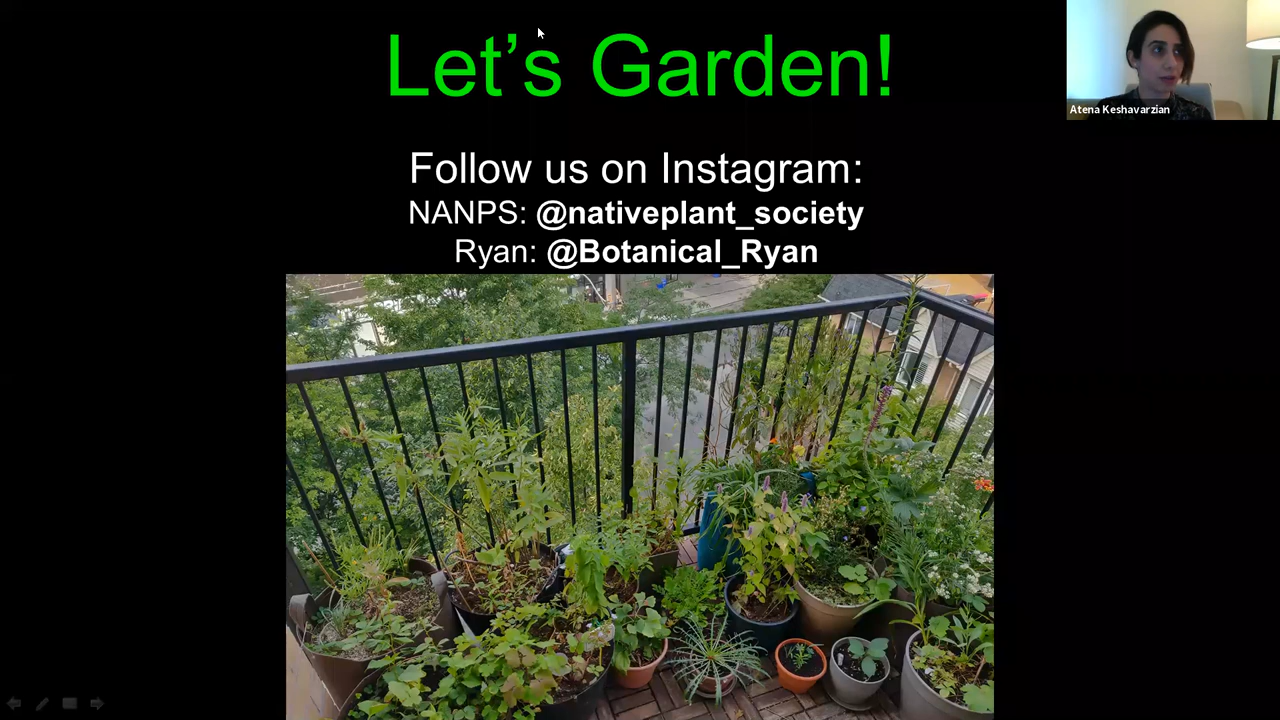 Let's Garden!
Atena Keshavarzian
Follow us on Instagram:
NANPS: @nativeplant_society
Ryan: @Botanical_Ryan